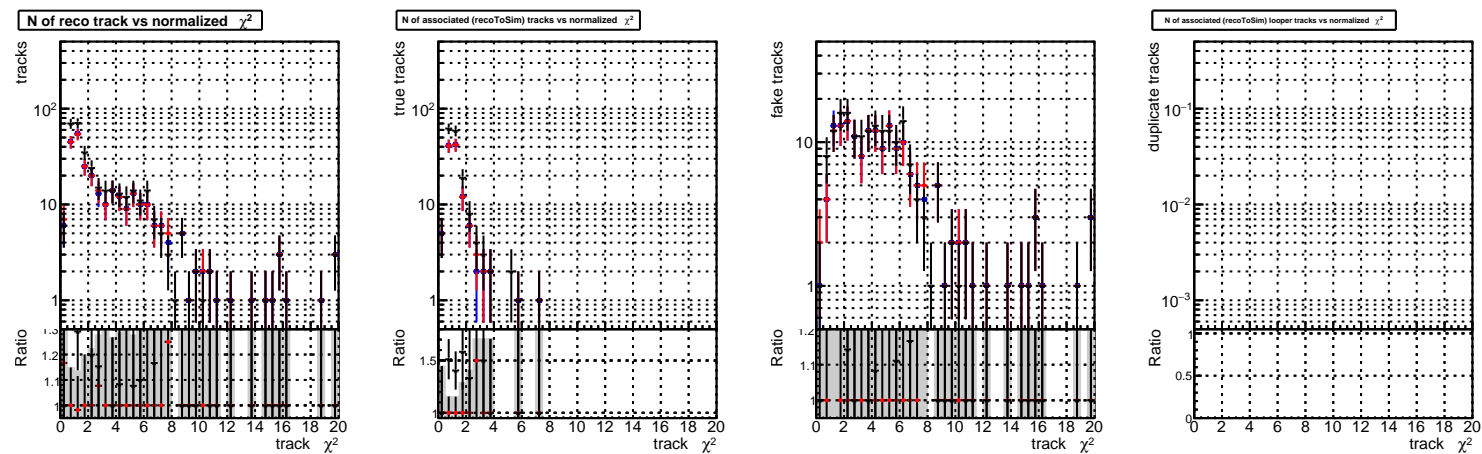 N of reco track vs normalized χ²
tracks
10²
10
1
Ratio
1.3
1.2
1.1
1
0 2 4 6 8 10 12 14 16 18 20
track χ²
N of associated (recoToSim) tracks vs normalized χ²
true tracks
10²
10
1
Ratio
1.5
1
0 2 4 6 8 10 12 14 16 18 20
track χ²
fake tracks
10
1
Ratio
1.2
1.1
1
0 2 4 6 8 10 12 14 16 18 20
track χ²
N of associated (recoToSim) looper tracks vs normalized χ²
duplicate tracks
10⁻¹
10⁻²
10⁻³
Ratio
1
0.5
0
0 2 4 6 8 10 12 14 16 18 20
track χ²